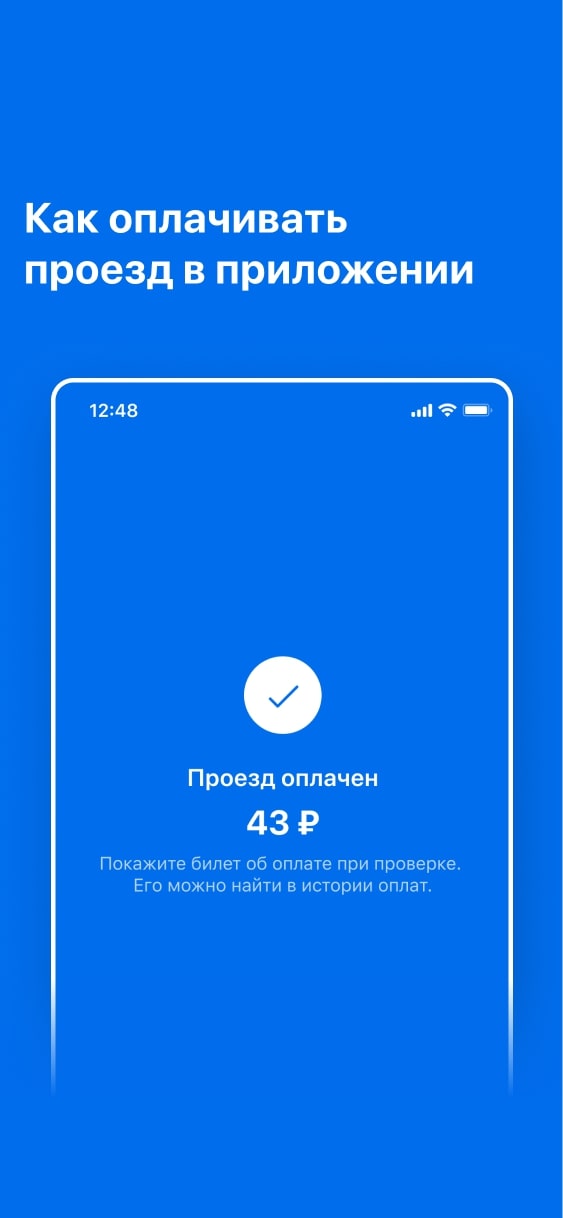 Как оплачивать
проезд в приложении
12:48
Проезд оплачен
43 ₽
Покажите билет об оплате при проверке.
Его можно найти в истории оплат.